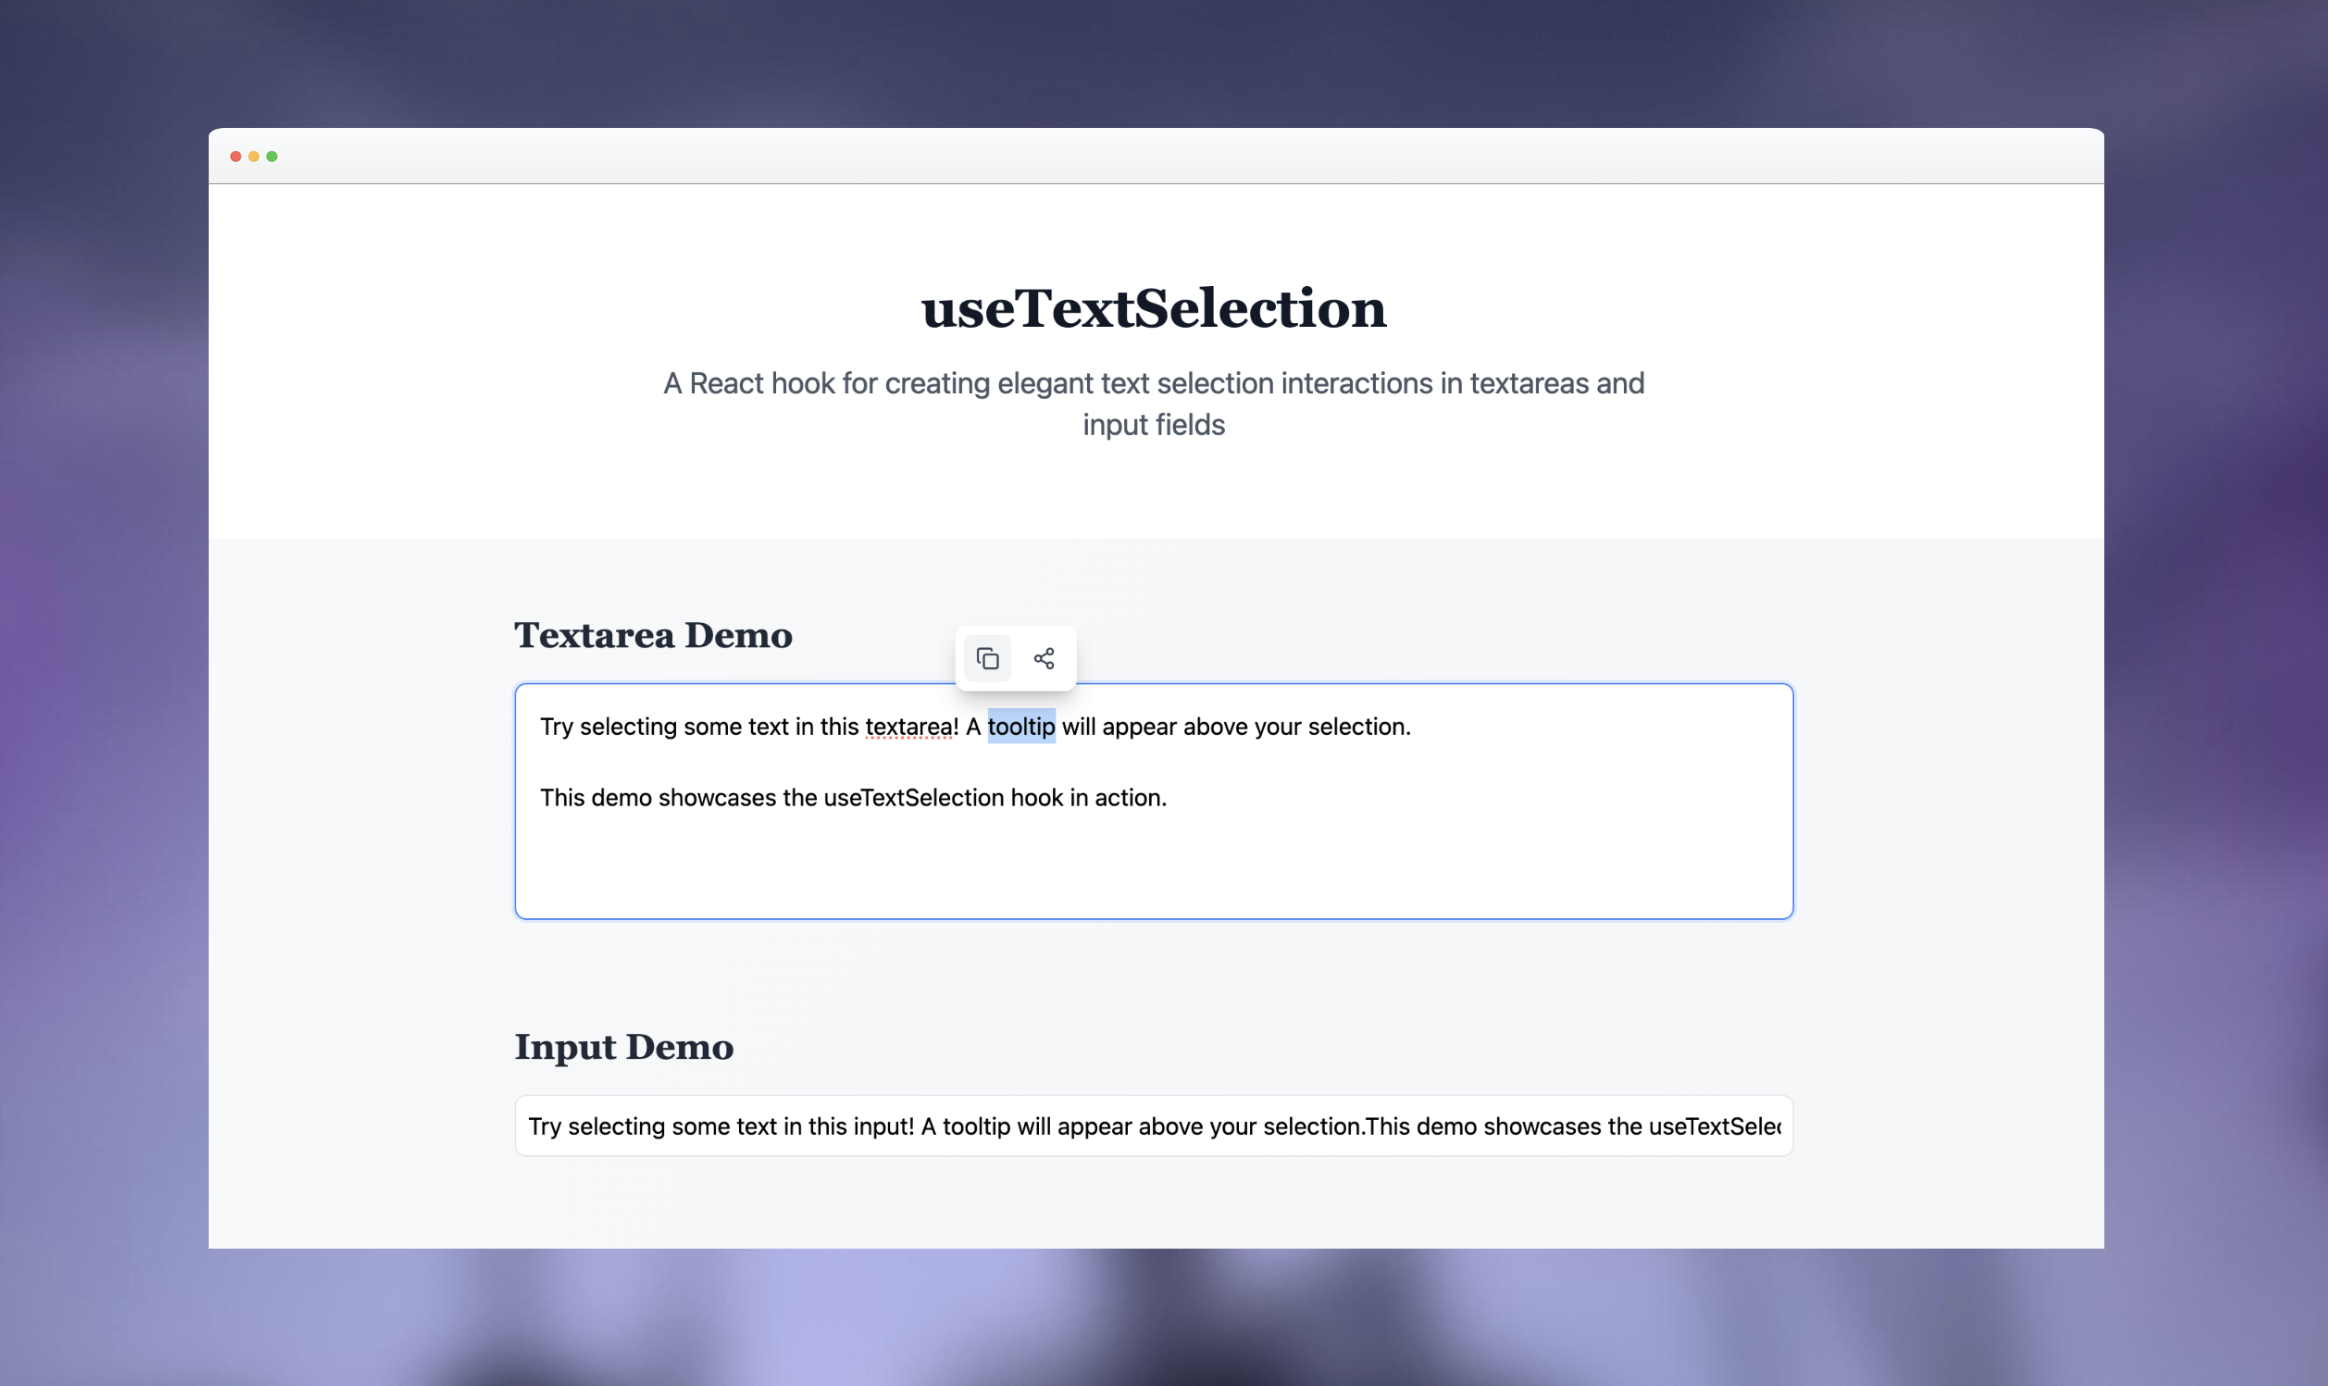 useTextSelection
A React hook for creating elegant text selection interactions in textareas and
input fields
Textarea Demo
Try selecting some text in this textarea! A tooltip will appear above your selection.
This demo showcases the useTextSelection hook in action.
Input Demo
Try selecting some text in this input! A tooltip will appear above your selection.This demo showcases the useTextSelec